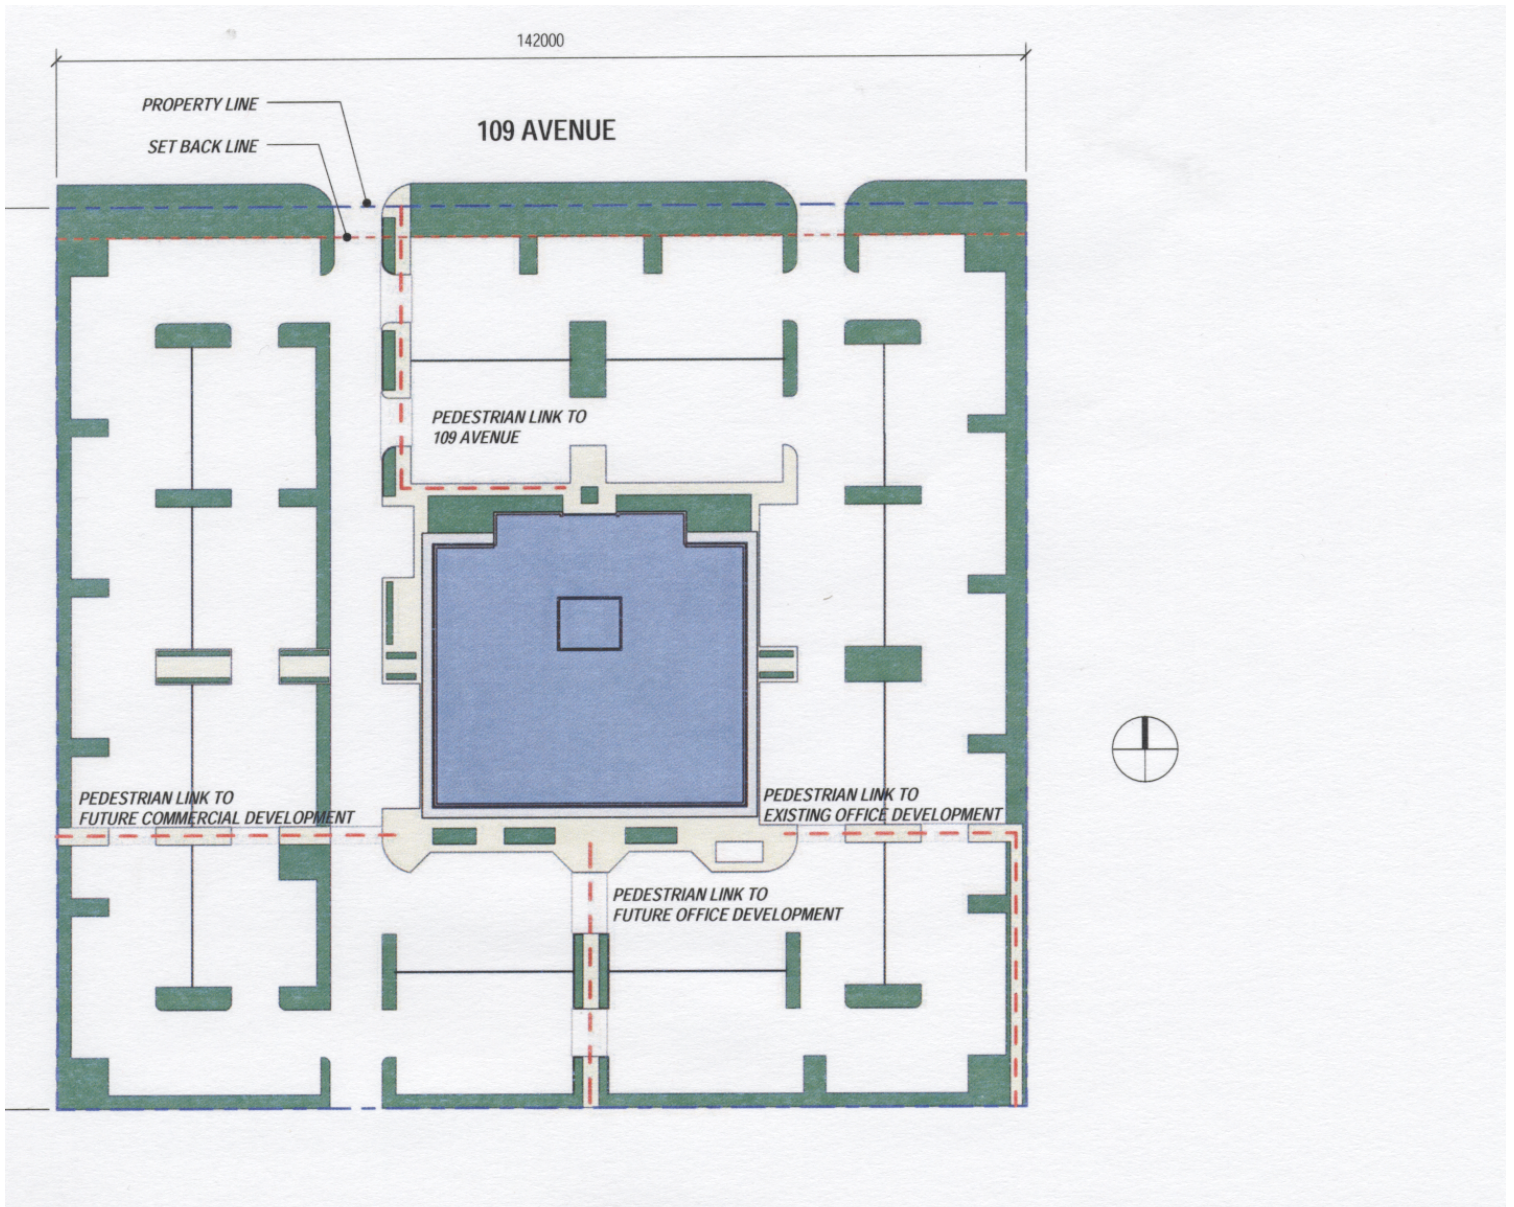 142000
PROPERTY LINE
109 AVENUE
SET BACK LINE
PEDESTRIAN LINK TO
109 AVENUE
PEDESTRIAN LINK TO
FUTURE COMMERCIAL DEVELOPMENT
PEDESTRIAN LINK TO
EXISTING OFFICE DEVELOPMENT
PEDESTRIAN LINK TO
FUTURE OFFICE DEVELOPMENT